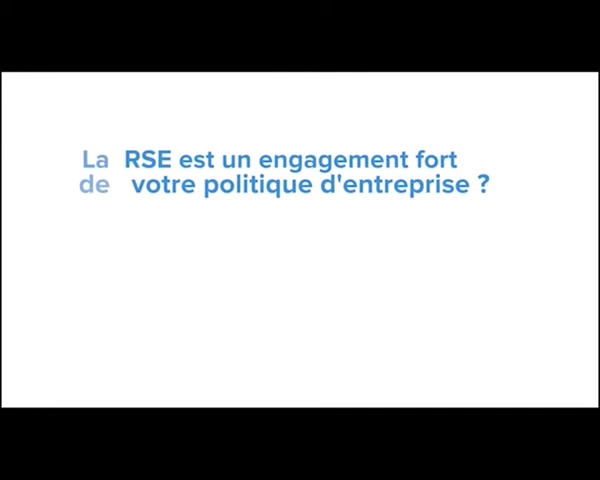 La RSE est un engagement fort
de votre politique d'entreprise ?